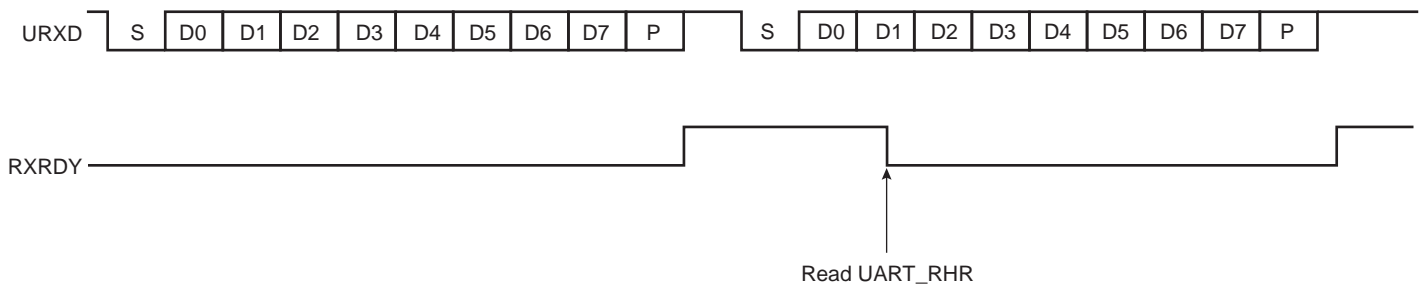 URXD S D0 D1 D2 D3 D4 D5 D6 D7 P S D0 D1 D2 D3 D4 D5 D6 D7 P
RXRDY
Read UART_RHR